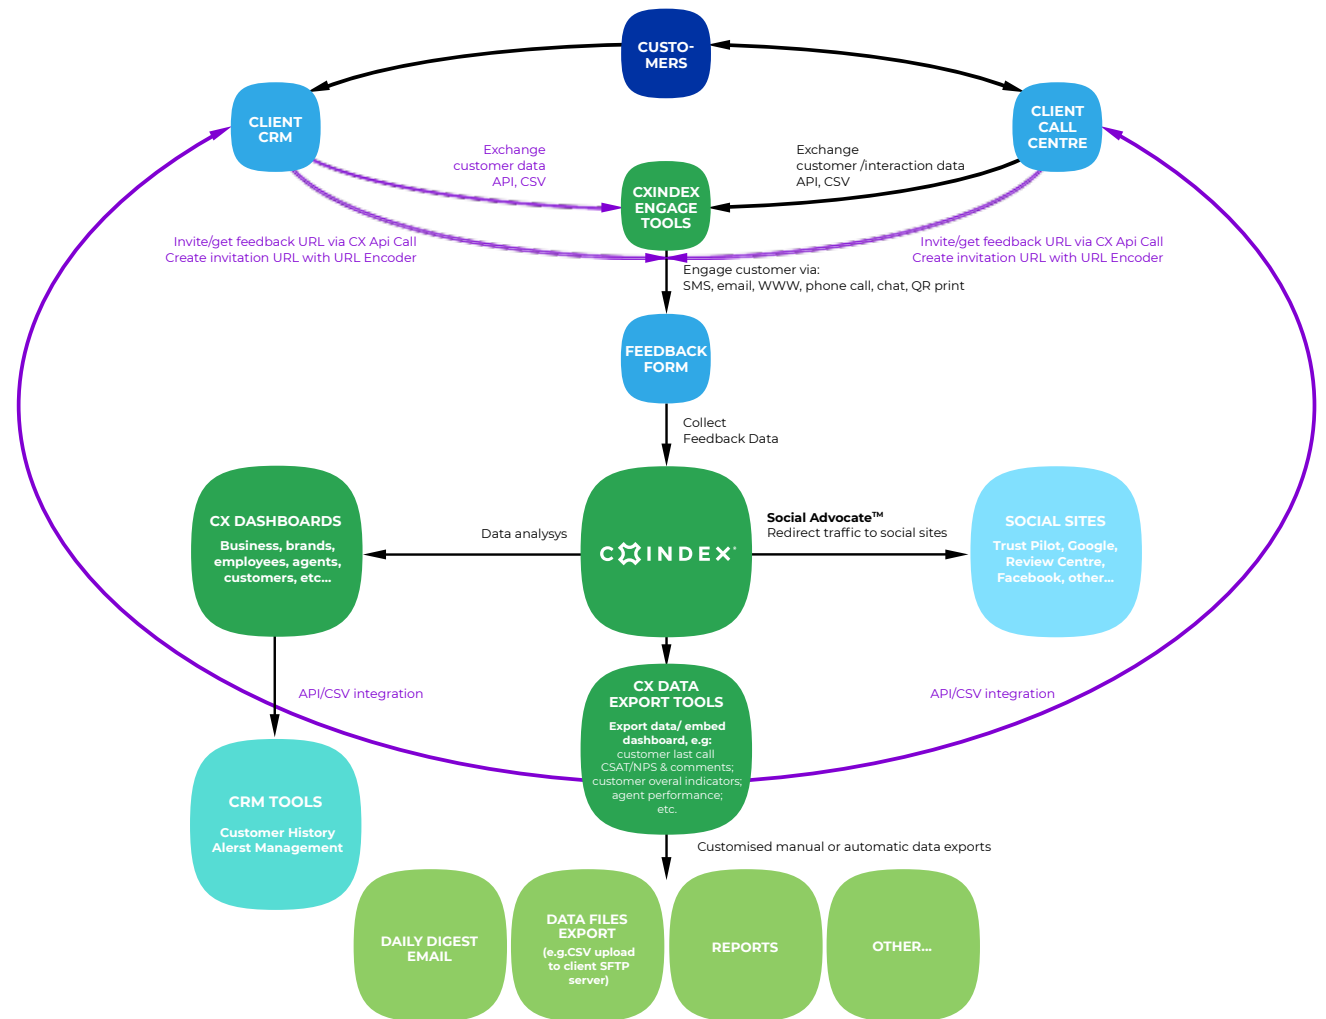 CUSTO-
MERS
CLIENT
CRM
CLIENT
CALL
CENTRE
Exchange
customer data
API, CSV
Exchange
customer /interaction data
API, CSV
CXINDEX
ENGAGE
TOOLS
Invite/get feedback URL via CX Api Call
Create invitation URL with URL Encoder
Invite/get feedback URL via CX Api Call
Create invitation URL with URL Encoder
Engage customer via:
SMS, email, WWW, phone call, chat, QR print
FEEDBACK
FORM
Collect
Feedback Data
CX DASHBOARDS
Business, brands,
employees, agents,
customers, etc...
Data analysys
CXINDEX
Social Advocate™
Redirect traffic to social sites
SOCIAL SITES
Trust Pilot, Google,
Review Centre,
Facebook, other...
API/CSV integration
CX DATA
EXPORT TOOLS
Export data/ embed
dashboard, e.g:
customer last call
CSAT/NPS & comments;
customer overal indicators;
agent performance;
etc.
API/CSV integration
CRM TOOLS
Customer History
Alerst Management
Customised manual or automatic data exports
DAILY DIGEST
EMAIL
DATA FILES
EXPORT
(e.g.CSV upload
to client SFTP
server)
REPORTS
OTHER...